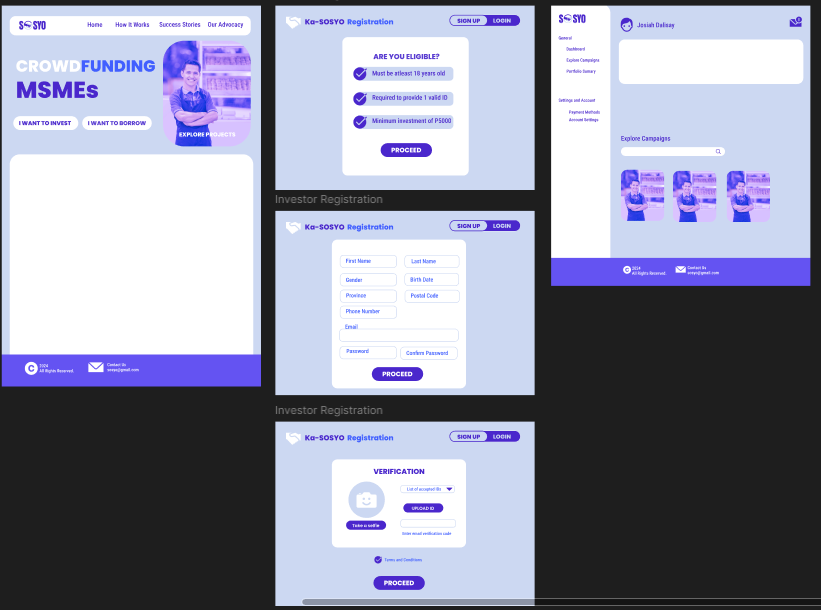 SOSYO
Home How It Works Success Stories Our Advocacy
CROWDFUNDING
MSMEs
I WANT TO INVEST I WANT TO BORROW
EXPLORE PROJECTS
2024
All Rights Reserved.
Contact Us
sosyo@gmail.com
Ka-SOSYO Registration
SIGN UP LOGIN
ARE YOU ELIGIBLE?
Must be atleast 18 years old
Required to provide 1 valid ID
Minimum investment of P5000
PROCEED
Investor Registration
Ka-SOSYO Registration
SIGN UP LOGIN
First Name Last Name
Gender Birth Date
Province Postal Code
Phone Number
Email
Password Confirm Password
PROCEED
Investor Registration
Ka-SOSYO Registration
SIGN UP LOGIN
VERIFICATION
List of accepted IDs
UPLOAD ID
Take a selfie
Enter email verification code
Terms and Conditions
PROCEED
SOSYO
Josiah Dalisay
General
Dashboard
Explore Campaigns
Settings and Account
Payment Methods
Account Settings
Explore Campaigns
2024
All Rights Reserved.
Contact Us
sosyo@gmail.com